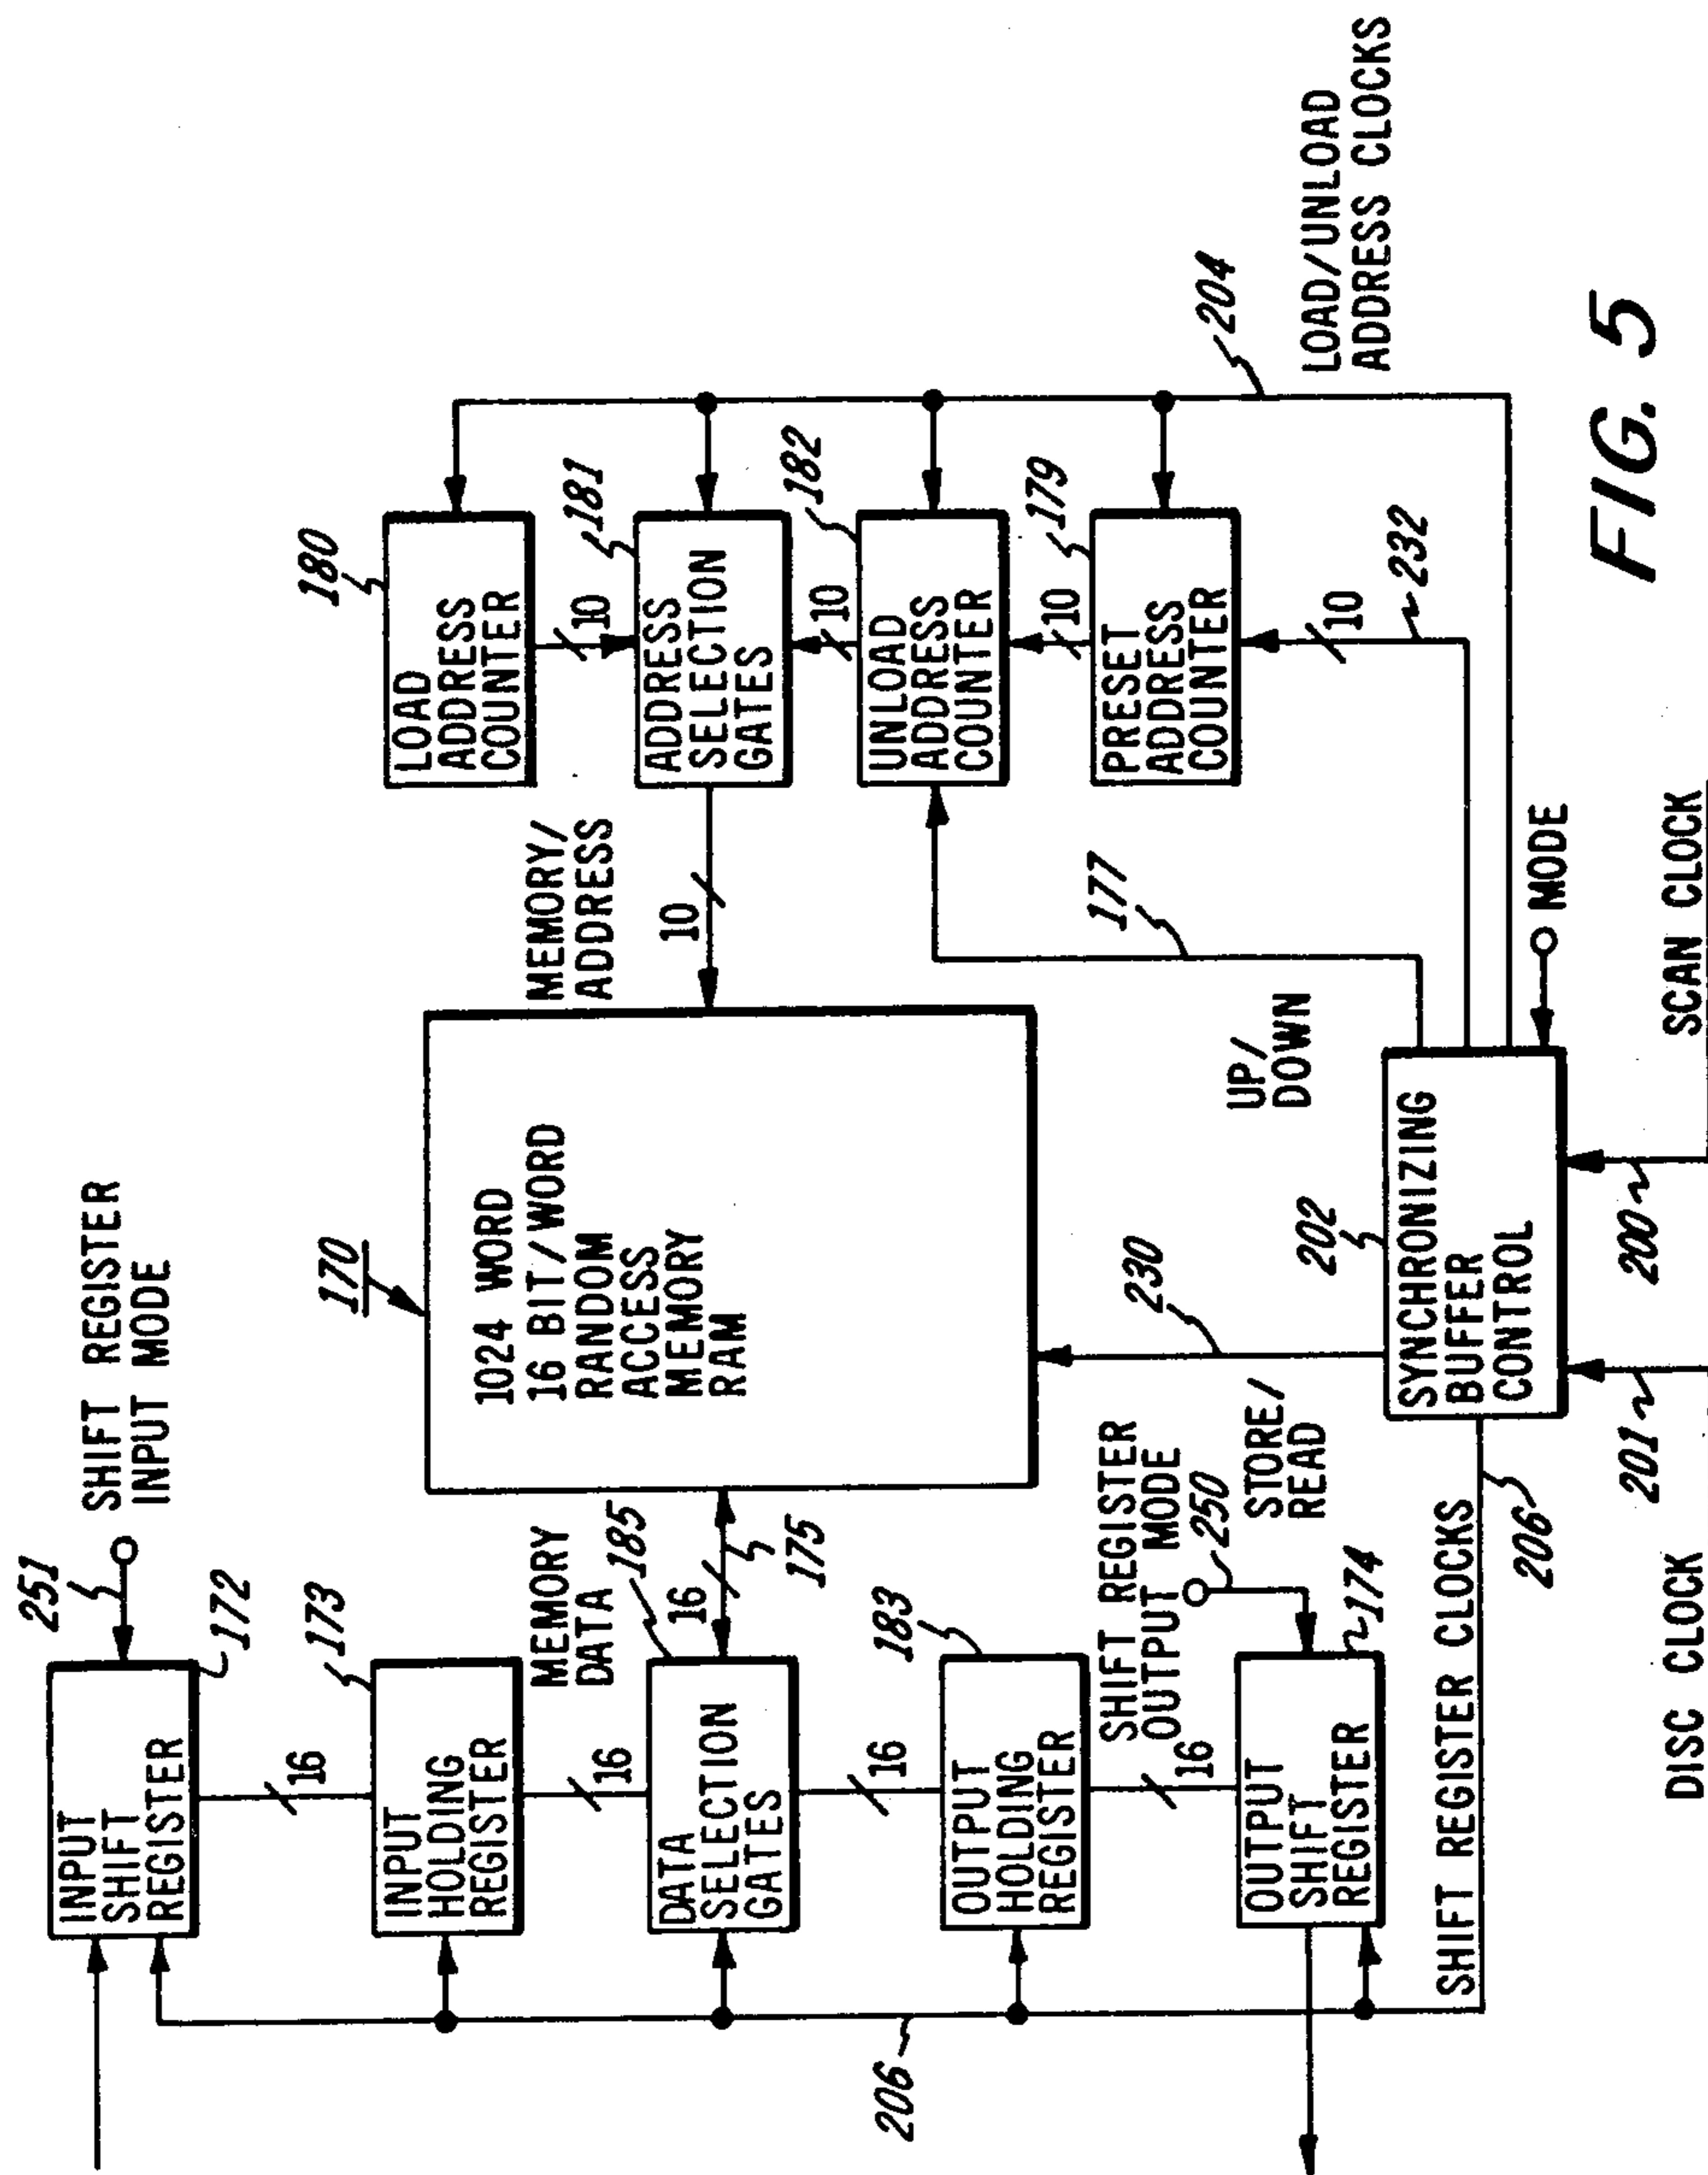 251
SHIFT REGISTER
INPUT MODE
INPUT
SHIFT
REGISTER
172
16
173
INPUT
HOLDING
REGISTER
16
MEMORY
DATA
185
DATA
SELECTION
GATES
16
175
16
183
OUTPUT
HOLDING
REGISTER
16
SHIFT REGISTER
OUTPUT MODE
250
OUTPUT
SHIFT
REGISTER
174
206
SHIFT REGISTER CLOCKS
206
170
1024 WORD
16 BIT/WORD
RANDOM
ACCESS
MEMORY
RAM
STORE/
READ
230
UP/
DOWN
177
202
SYNCHRONIZING
BUFFER
CONTROL
MODE
201
200
DISC CLOCK
SCAN CLOCK
MEMORY/
ADDRESS
10
180
LOAD
ADDRESS
COUNTER
10
181
ADDRESS
SELECTION
GATES
10
182
UNLOAD
ADDRESS
COUNTER
10
179
PRESET
ADDRESS
COUNTER
10
232
204
LOAD/UNLOAD
ADDRESS CLOCKS
FIG. 5